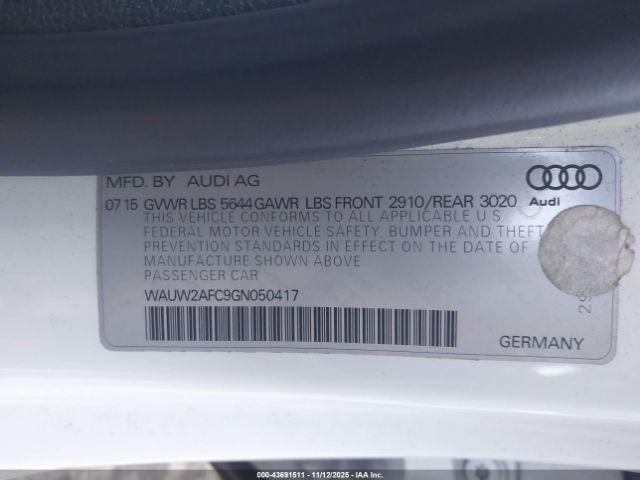 MFD. BY AUDI AG
07 15 GVWR LBS 5644 GAWR LBS FRONT 2910/REAR 3020
Audi
THIS VEHICLE CONFORMS TO ALL APPLICABLE U S
FEDERAL MOTOR VEHICLE SAFETY, BUMPER AND THEFT
PREVENTION STANDARDS IN EFFECT ON THE DATE OF
MANUFACTURE SHOWN ABOVE
PASSENGER CAR
WAUW2AFC9GN050417
GERMANY
000-43691511 - 11/12/2025 - IAAI, Inc.